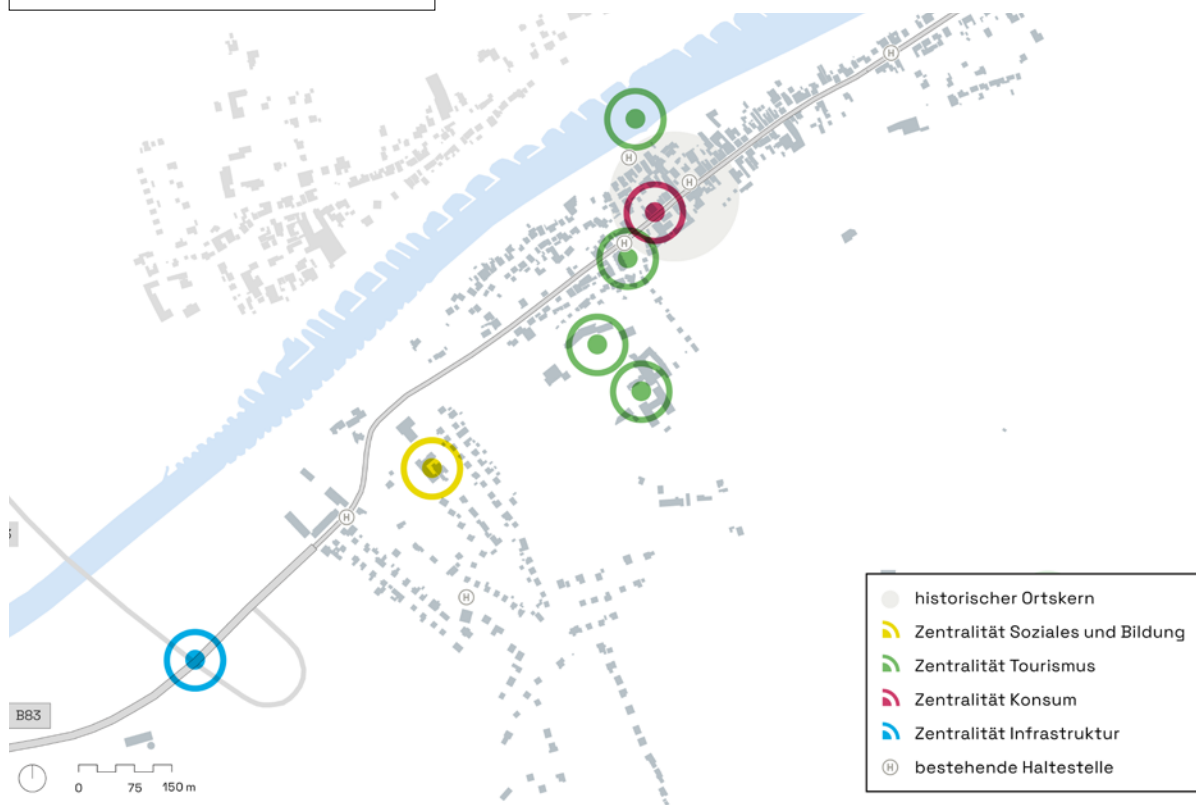 H
H
H
H
H
H
B83
0
75
150 m
historischer Ortskern
Zentralität Soziales und Bildung
Zentralität Tourismus
Zentralität Konsum
Zentralität Infrastruktur
H bestehende Haltestelle